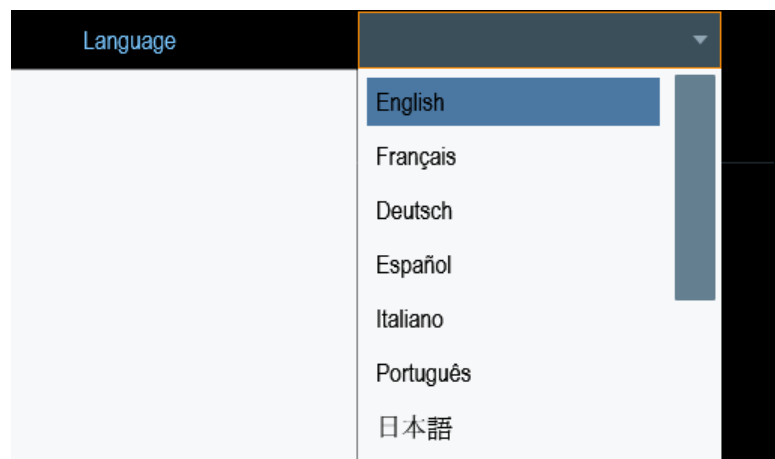 Language
English
Français
Deutsch
Español
Italiano
Português
日本語